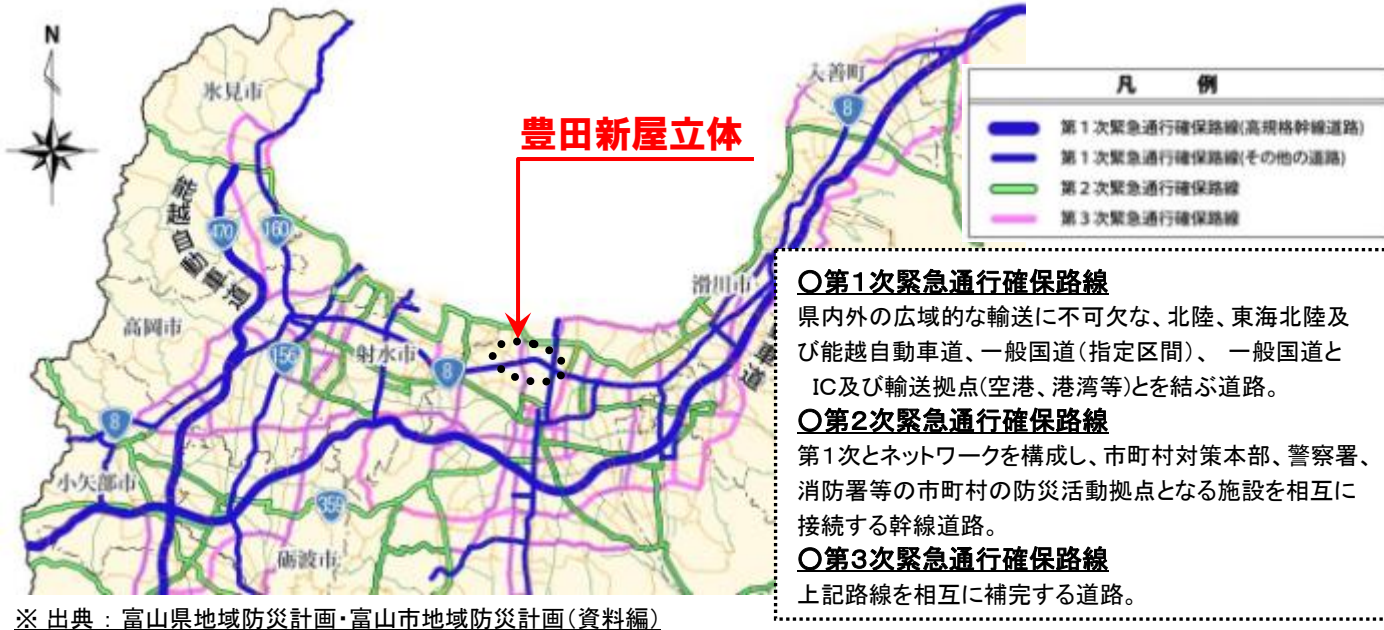 N
氷見市
入善町
8
豊田新屋立体
凡 例
第1次緊急通行確保路線(高規格幹線道路)
第1次緊急通行確保路線(その他の道路)
第2次緊急通行確保路線
第3次緊急通行確保路線
能越自動車道
470
160
滑川市
高岡市
156
射水市
8
車道
8
小矢部市
359
砺波市
○第1次緊急通行確保路線
県内外の広域的な輸送に不可欠な、北陸、東海北陸及
び能越自動車道、一般国道(指定区間)、 一般国道と
IC及び輸送拠点(空港、港湾等)とを結ぶ道路。
○第2次緊急通行確保路線
第1次とネットワークを構成し、市町村対策本部、警察署、
消防署等の市町村の防災活動拠点となる施設を相互に
接続する幹線道路。
○第3次緊急通行確保路線
上記路線を相互に補完する道路。
※ 出典 : 富山県地域防災計画・富山市地域防災計画(資料編)